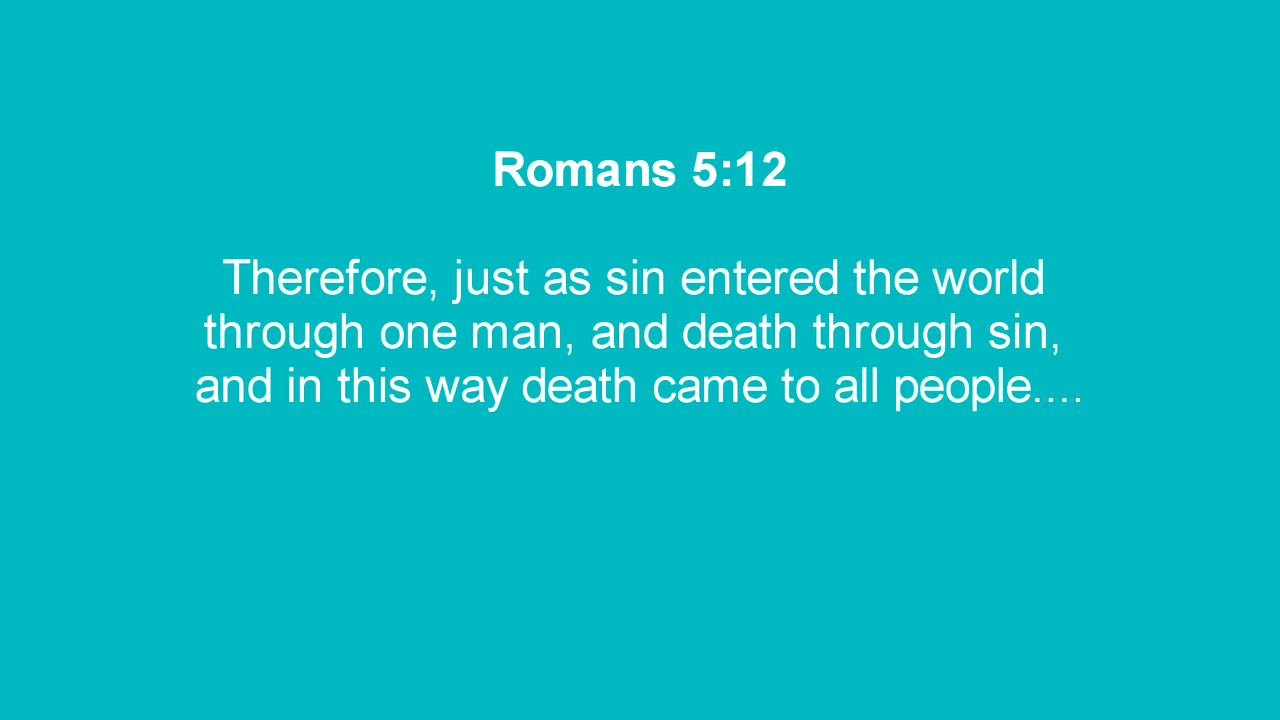 Romans 5:12
Therefore, just as sin entered the world
through one man, and death through sin,
and in this way death came to all people....